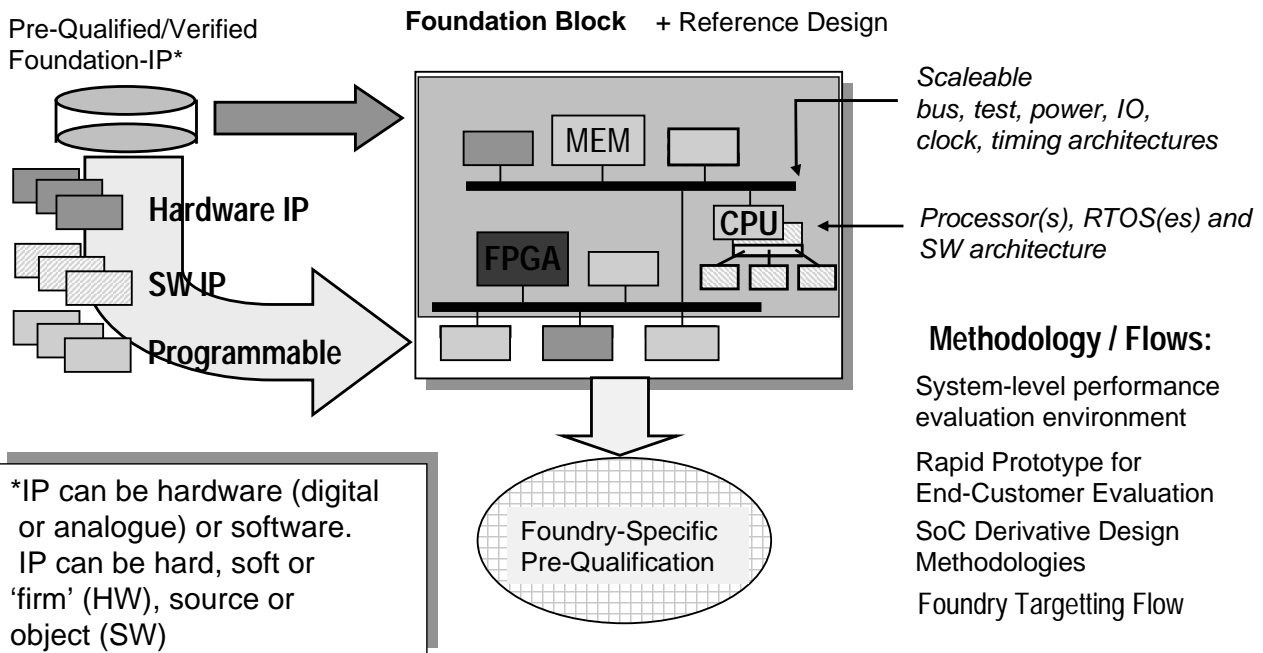 Pre-Qualified/Verified
Foundation-IP*
Foundation Block + Reference Design
Scaleable
bus, test, power, IO,
clock, timing architectures
MEM
Hardware IP
CPU
Processor(s), RTOS(es) and
SW architecture
FPGA
SW IP
Programmable
Methodology / Flows:
System-level performance
evaluation environment
Rapid Prototype for
End-Customer Evaluation
SoC Derivative Design
Methodologies
Foundry Targetting Flow
Foundry-Specific
Pre-Qualification
*IP can be hardware (digital
or analogue) or software.
IP can be hard, soft or
‘firm’ (HW), source or
object (SW)